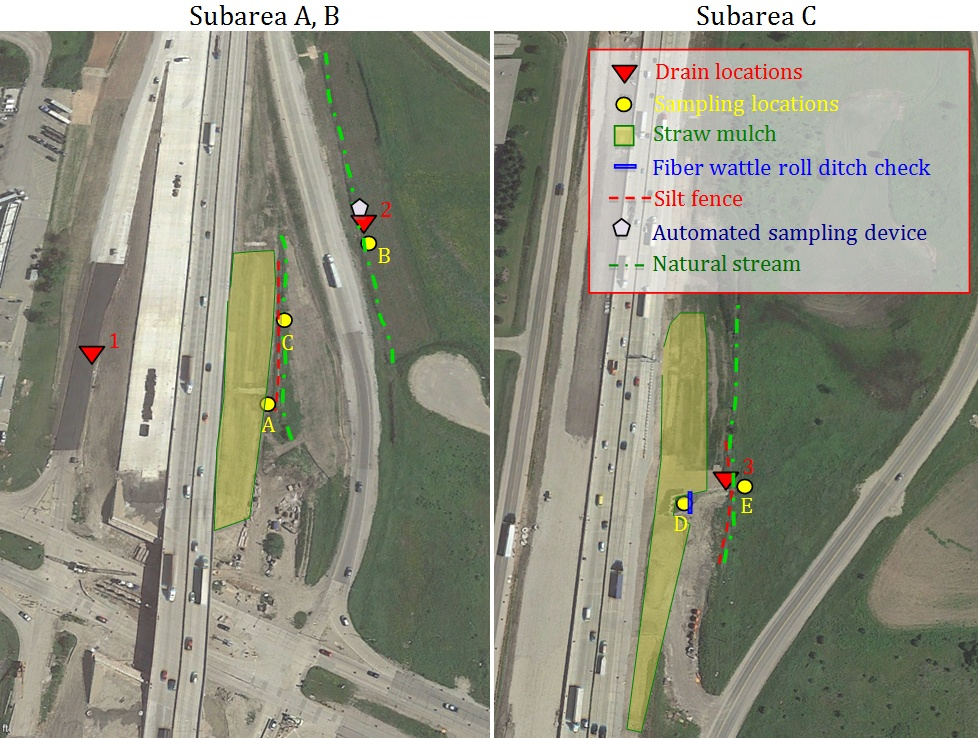 Subarea A, B
Subarea C
Drain locations
Sampling locations
Straw mulch
Fiber wattle roll ditch check
Silt fence
Automated sampling device
Natural stream
2
B
1
C
A
3
E
D
ft